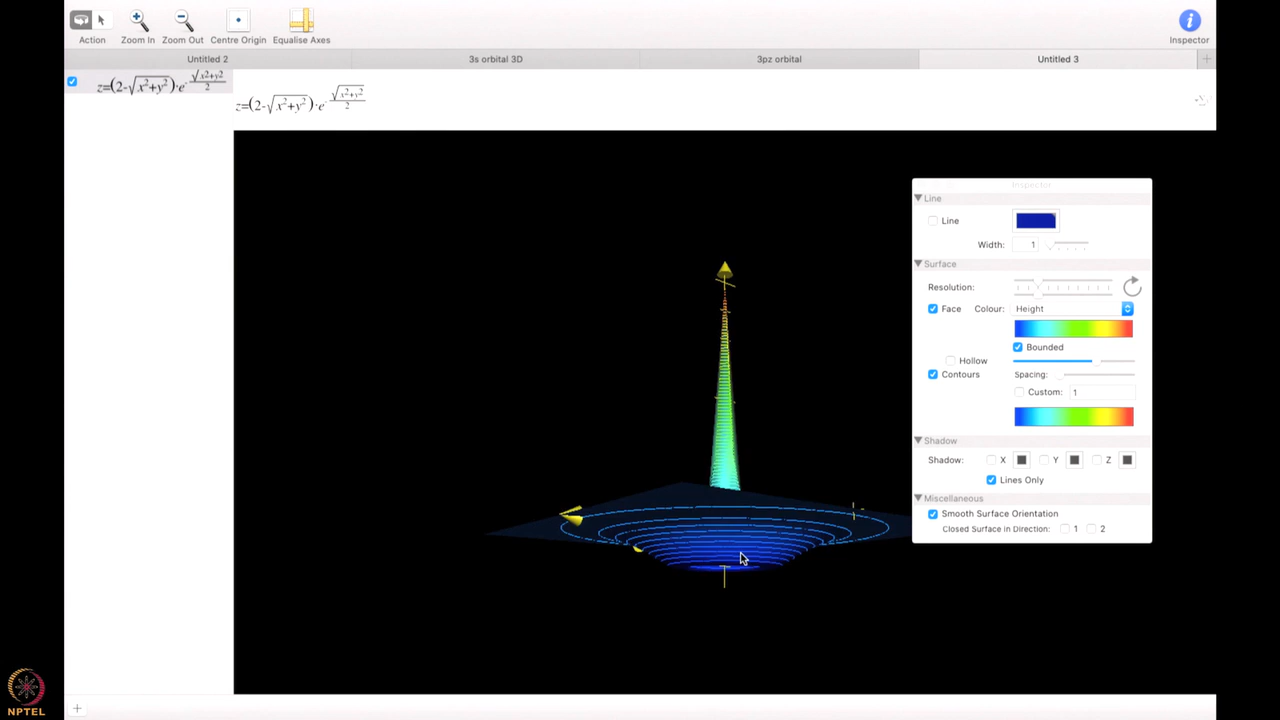 Action Zoom In Zoom Out Centre Origin Equalise Axes Inspector
Untitled 2 3s orbital 3D 3pz orbital Untitled 3 +
z=(2-√x²+y²)·e^-√x²+y²/2
z=(2-√x²+y²)·e^-√x²+y²/2
Inspector
Line
Line
Width: 1
Surface
Resolution:
Face Colour: Height
Bounded
Hollow
Contours Spacing:
Custom: 1
Shadow
Shadow: X Y Z
Lines Only
Miscellaneous
Smooth Surface Orientation
Closed Surface in Direction: 1 2
NPTEL
+